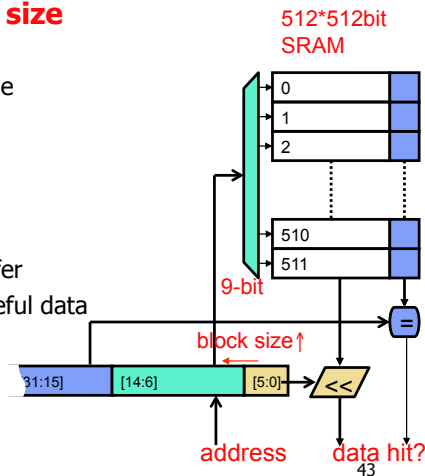 size
512*512bit
SRAM
0
1
2
510
511
9-bit
eful data
=
block size↑
31:15]
[14:6]
[5:0]
<<
address
data hit?
43